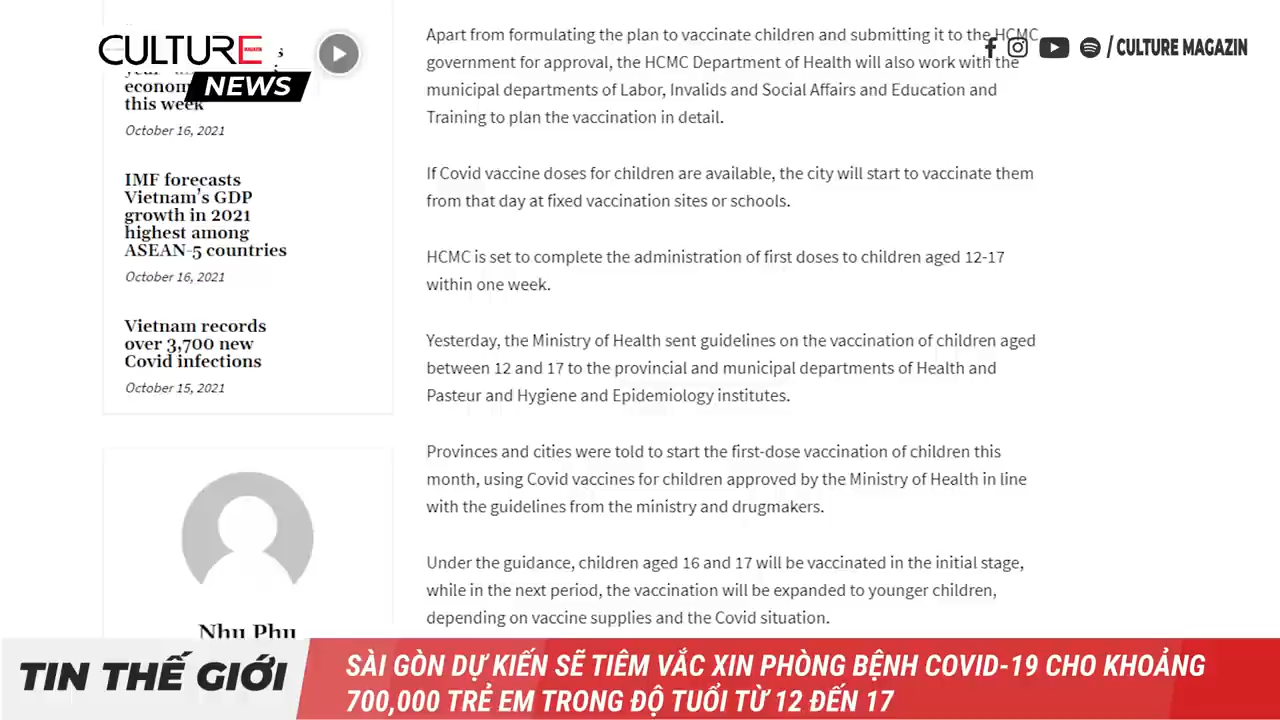 CULTURE
MAGAZIN
NEWS
/ CULTURE MAGAZIN
econom
this week
October 16, 2021
IMF forecasts
Vietnam's GDP
growth in 2021
highest among
ASEAN-5 countries
October 16, 2021
Vietnam records
over 3,700 new
Covid infections
October 15, 2021
Nhu Phu
Apart from formulating the plan to vaccinate children and submitting it to the HCMC
government for approval, the HCMC Department of Health will also work with the
municipal departments of Labor, Invalids and Social Affairs and Education and
Training to plan the vaccination in detail.
If Covid vaccine doses for children are available, the city will start to vaccinate them
from that day at fixed vaccination sites or schools.
HCMC is set to complete the administration of first doses to children aged 12-17
within one week.
Yesterday, the Ministry of Health sent guidelines on the vaccination of children aged
between 12 and 17 to the provincial and municipal departments of Health and
Pasteur and Hygiene and Epidemiology institutes.
Provinces and cities were told to start the first-dose vaccination of children this
month, using Covid vaccines for children approved by the Ministry of Health in line
with the guidelines from the ministry and drugmakers.
Under the guidance, children aged 16 and 17 will be vaccinated in the initial stage,
while in the next period, the vaccination will be expanded to younger children,
depending on vaccine supplies and the Covid situation.
TIN THẾ GIỚI
SÀI GÒN DỰ KIẾN SẼ TIÊM VẮC XIN PHÒNG BỆNH COVID-19 CHO KHOẢNG
700,000 TRẺ EM TRONG ĐỘ TUỔI TỪ 12 ĐẾN 17